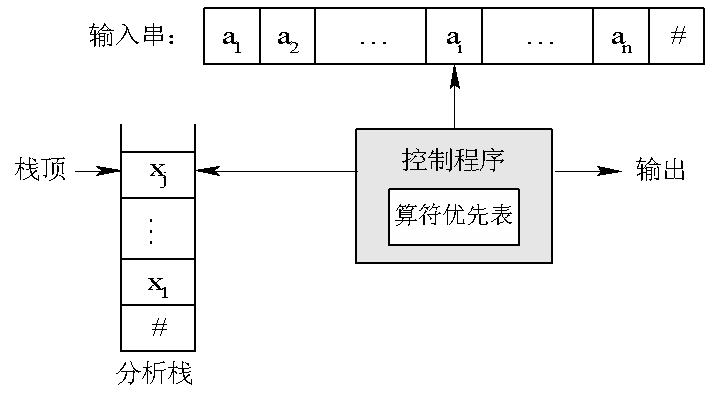 输入串： a1 a2 … ai … an #
控制程序
栈顶 xj 输出
算符优先表
⋮
x1
#
分析栈